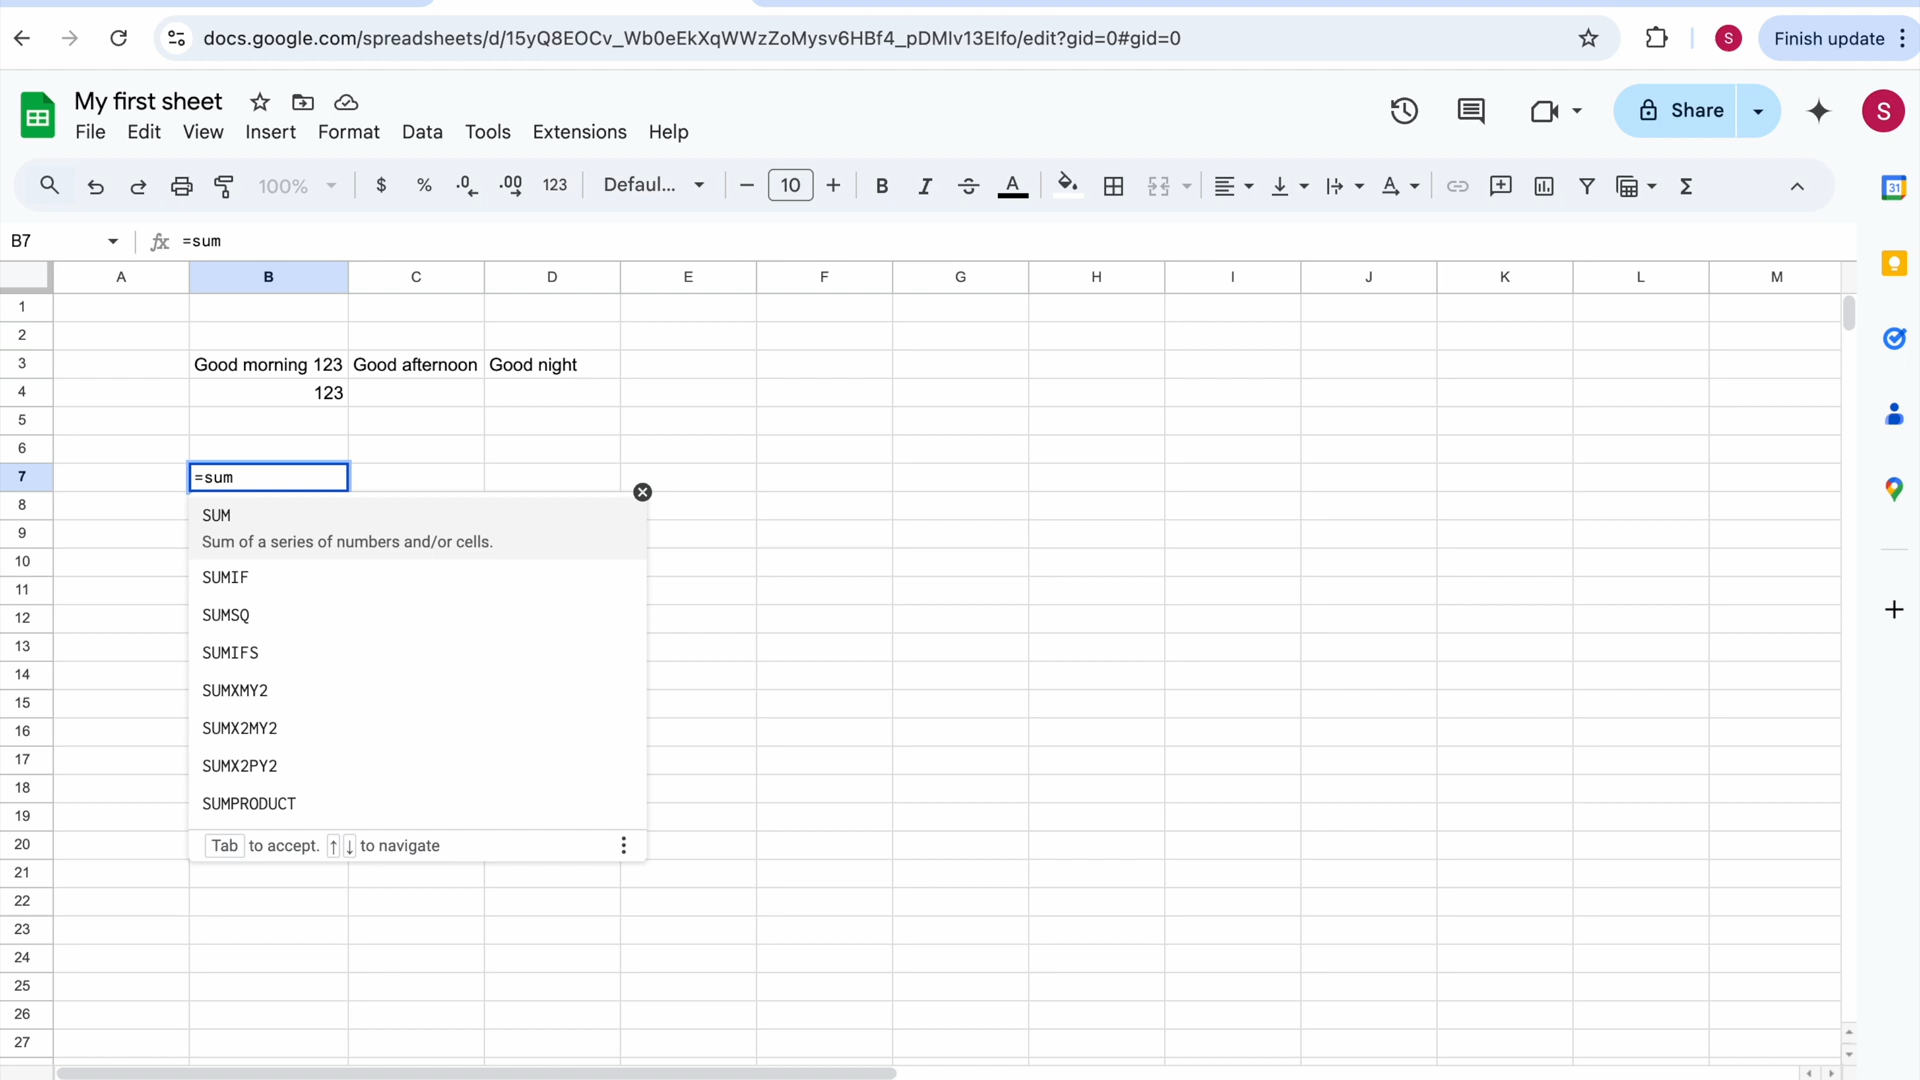 docs.google.com/spreadsheets/d/15yQ8EOCv_Wb0eEkXqWWzZoMysv6HBf4_pDMlv13EIfo/edit?gid=0#gid=0
S
Finish update
My first sheet
File Edit View Insert Format Data Tools Extensions Help
Share
S
100% $ % .0 .00 123 Defaul... 10 B I A A Σ
31
B7 fx =sum
A B C D E F G H I J K L M
1
2
3 Good morning 123 Good afternoon Good night
4 123
5
6
7 =sum
8
SUM
9 Sum of a series of numbers and/or cells.
10 SUMIF
11
12 SUMSQ
13 SUMIFS
14
15 SUMXMY2
16 SUMX2MY2
17 SUMX2PY2
18
19 SUMPRODUCT
20 Tab to accept. ↑ ↓ to navigate
21
22
23
24
25
26
27